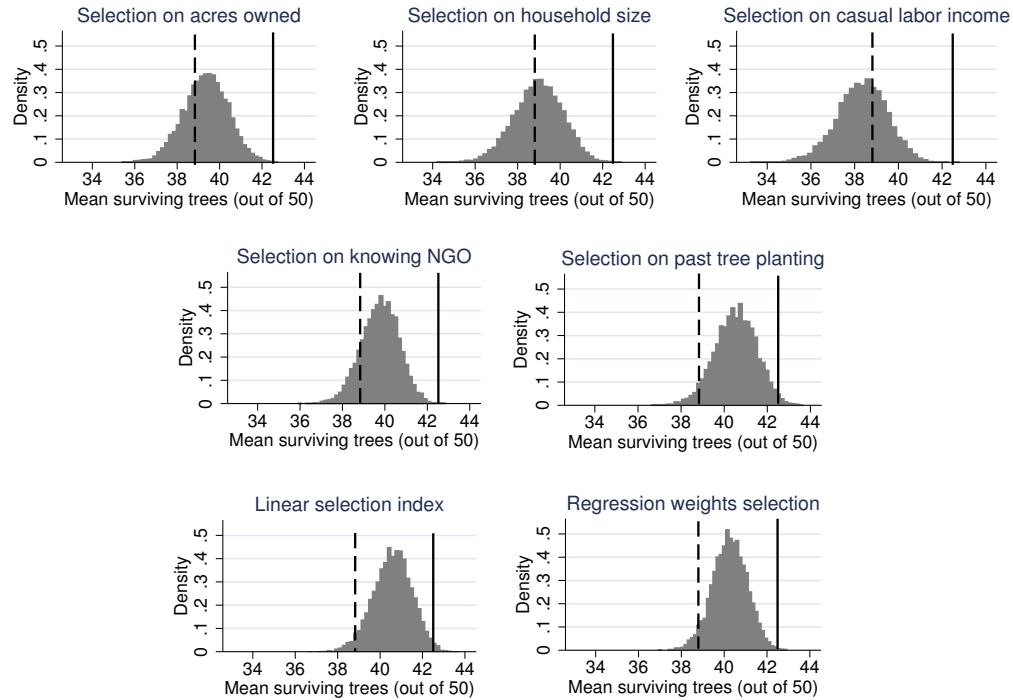 Selection on acres owned
Density
0 .1 .2 .3 .4 .5
34 36 38 40 42 44
Mean surviving trees (out of 50)
Selection on household size
Density
0 .1 .2 .3 .4 .5
34 36 38 40 42 44
Mean surviving trees (out of 50)
Selection on casual labor income
Density
0 .1 .2 .3 .4 .5
34 36 38 40 42 44
Mean surviving trees (out of 50)
Selection on knowing NGO
Density
0 .1 .2 .3 .4 .5
34 36 38 40 42 44
Mean surviving trees (out of 50)
Selection on past tree planting
Density
0 .1 .2 .3 .4 .5
34 36 38 40 42 44
Mean surviving trees (out of 50)
Linear selection index
Density
0 .1 .2 .3 .4 .5
34 36 38 40 42 44
Mean surviving trees (out of 50)
Regression weights selection
Density
0 .1 .2 .3 .4 .5
34 36 38 40 42 44
Mean surviving trees (out of 50)